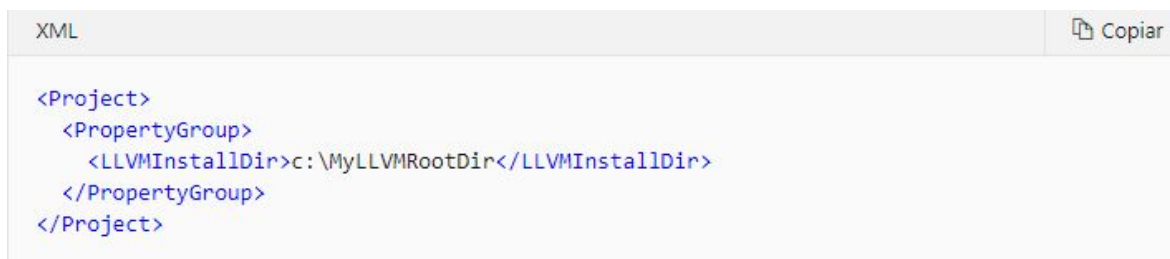 XML
Copiar
<Project>
  <PropertyGroup>
    <LLVMInstallDir>c:\MyLLVMRootDir</LLVMInstallDir>
  </PropertyGroup>
</Project>